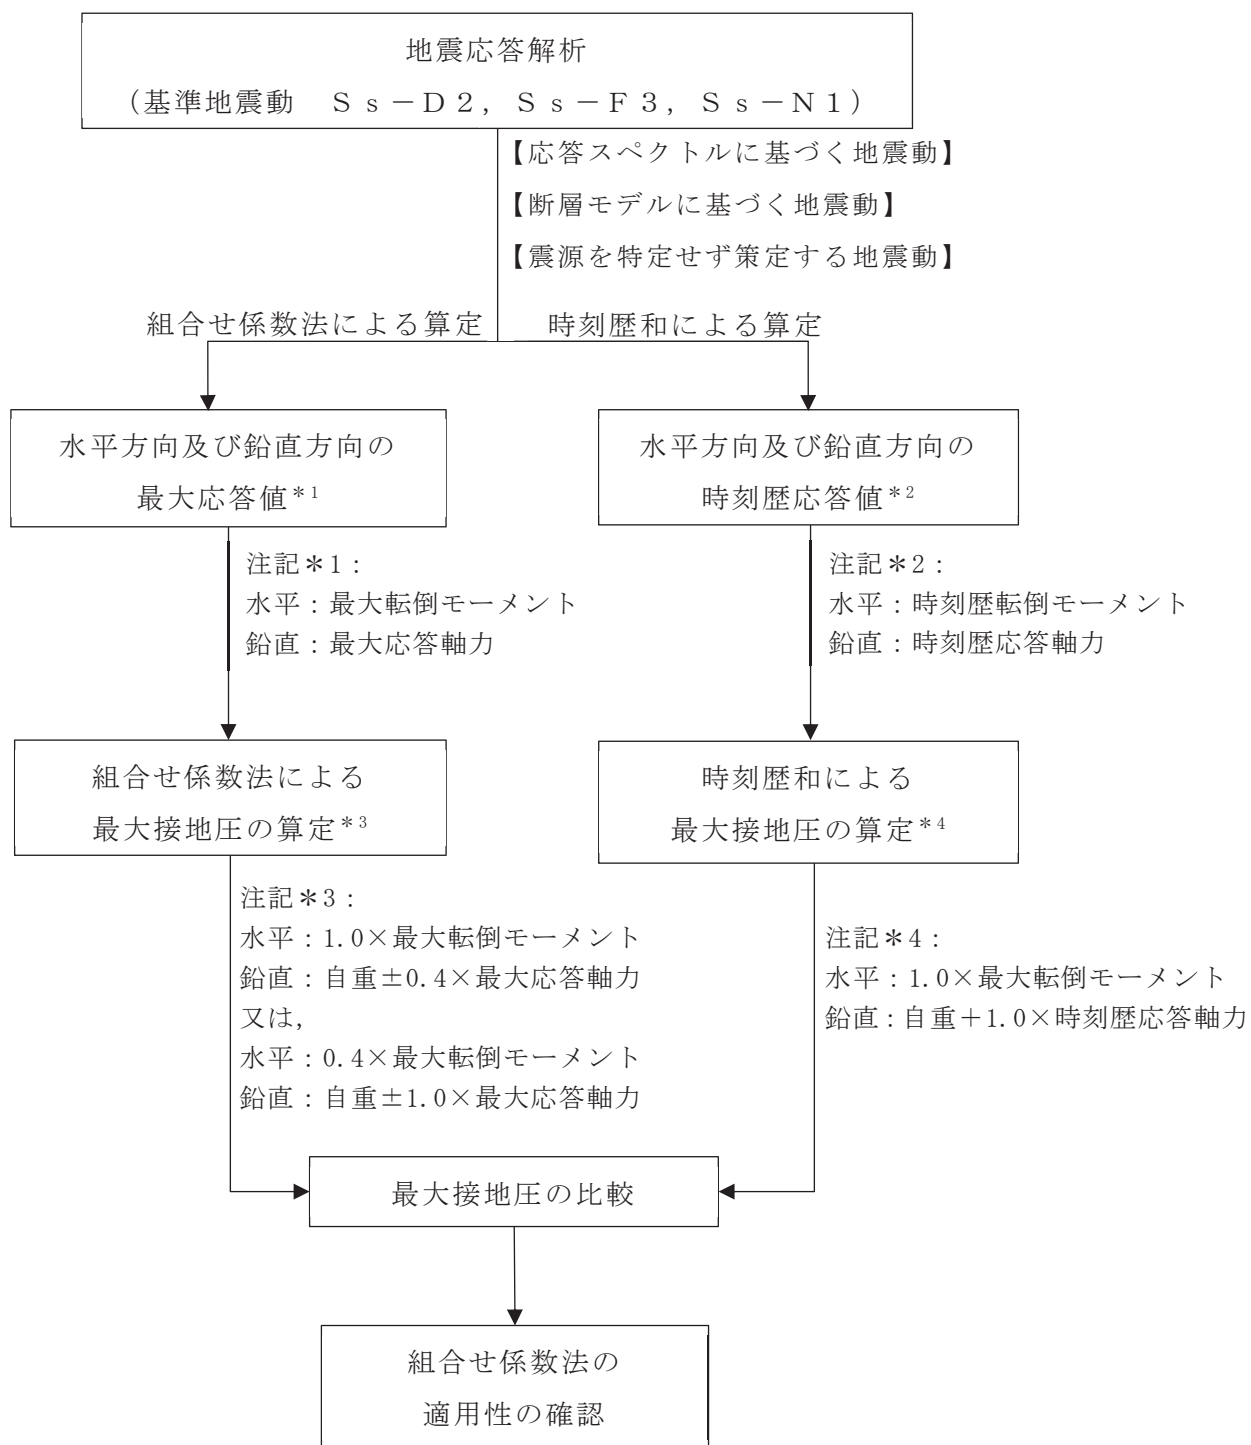 地震応答解析
(基準地震動　Ｓｓ－Ｄ２，Ｓｓ－Ｆ３，Ｓｓ－Ｎ１)
【応答スペクトルに基づく地震動】
【断層モデルに基づく地震動】
【震源を特定せず策定する地震動】
組合せ係数法による算定
時刻歴和による算定
水平方向及び鉛直方向の
最大応答値*1
注記＊1：
水平：最大転倒モーメント
鉛直：最大応答軸力
水平方向及び鉛直方向の
時刻歴応答値*2
注記＊2：
水平：時刻歴転倒モーメント
鉛直：時刻歴応答軸力
組合せ係数法による
最大接地圧の算定*3
注記＊3：
水平：1.0×最大転倒モーメント
鉛直：自重±0.4×最大応答軸力
又は，
水平：0.4×最大転倒モーメント
鉛直：自重±1.0×最大応答軸力
時刻歴和による
最大接地圧の算定*4
注記＊4：
水平：1.0×最大転倒モーメント
鉛直：自重＋1.0×時刻歴応答軸力
最大接地圧の比較
組合せ係数法の
適用性の確認